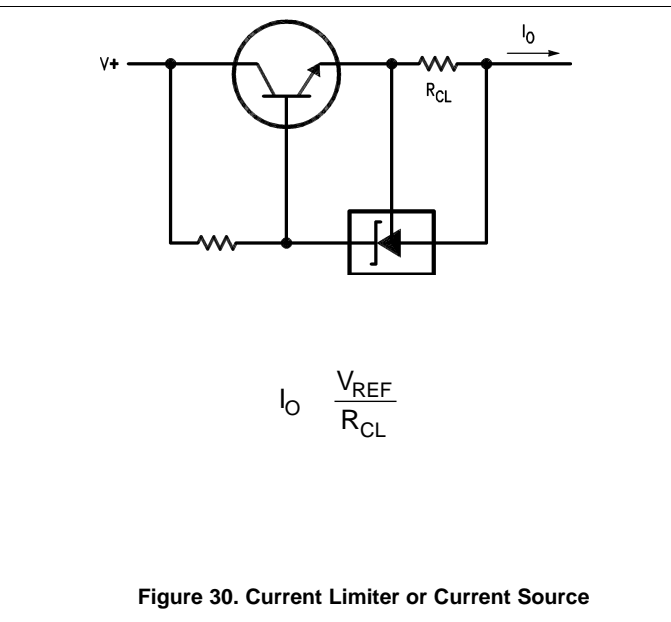 I_O
V+
R_CL
I_O V_REF
R_CL
Figure 30. Current Limiter or Current Source